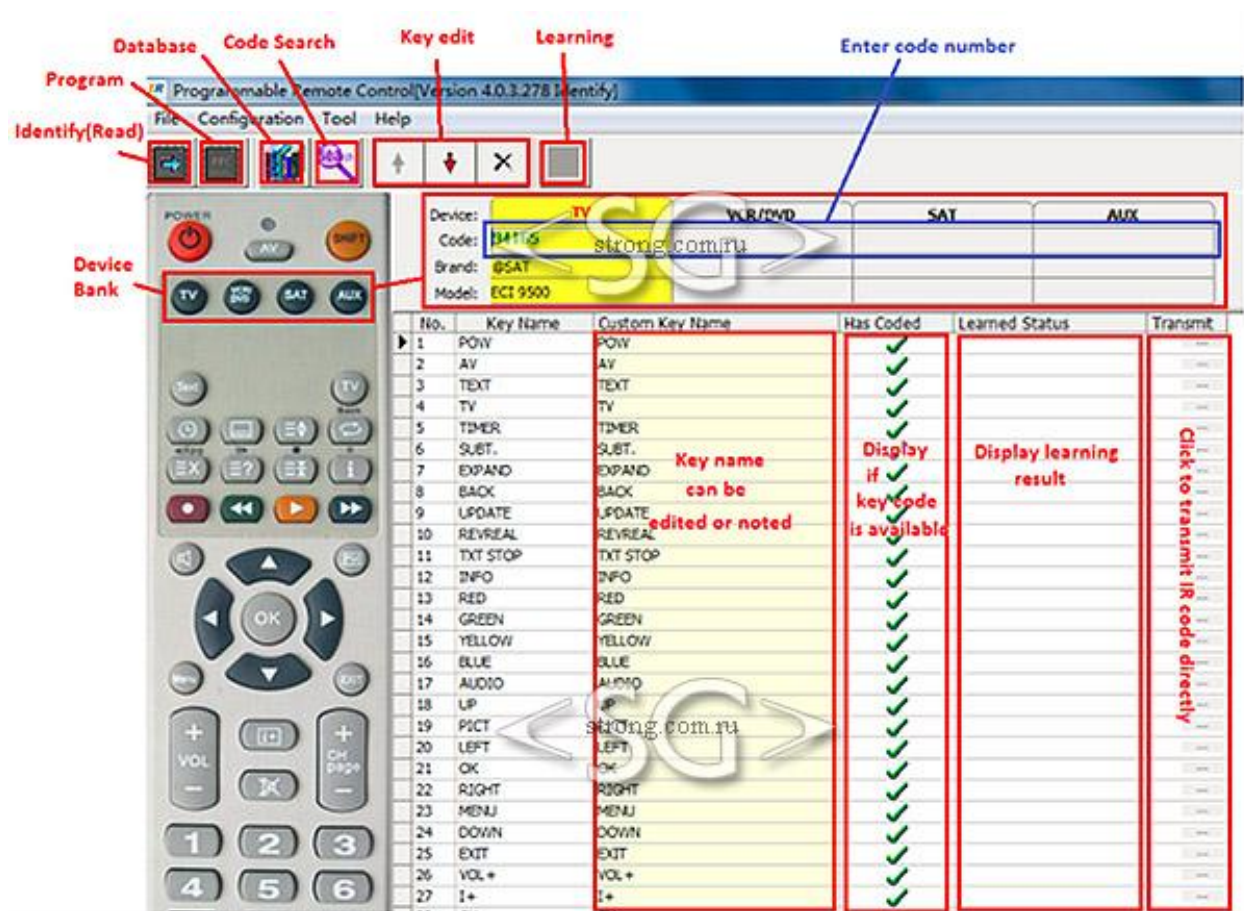 Database
Code Search
Key edit
Learning
Enter code number
Program
Identify(Read)
Programmable Remote Control[Version 4.0.3.278 Identify]
File Configuration Tool Help
POWER
AV
SHIFT
Device: TV VCR/DVD SAT AUX
Code:
strong.com.ru
SG
Brand: @SAT
Model: ECI 9500
Device
Bank
TV VCR/DVD SAT AUX
No. Key Name Custom Key Name Has Coded Learned Status Transmit
1 POW POW
2 AV AV
3 TEXT TEXT
4 TV TV
5 TIMER TIMER
6 SUBT. SUBT.
7 EXPAND EXPAND
8 BACK BACK
9 UPDATE UPDATE
10 REVREAL REVREAL
11 TXT STOP TXT STOP
12 INFO INFO
13 RED RED
14 GREEN GREEN
15 YELLOW YELLOW
16 BLUE BLUE
17 AUDIO AUDIO
18 UP UP
19 PICT
20 LEFT LEFT
21 OK OK
22 RIGHT RIGHT
23 MENU MENU
24 DOWN DOWN
25 EXIT EXIT
26 VOL+ VOL+
27 I+ I+
Key name
can be
edited or noted
Display
if
key code
is available
Display learning
result
Click to transmit IR code directly
SG
strong.com.ru
Text
TV
OK
Menu
EXIT
+ +
VOL
CH
page
- -
1 2 3
4 5 6